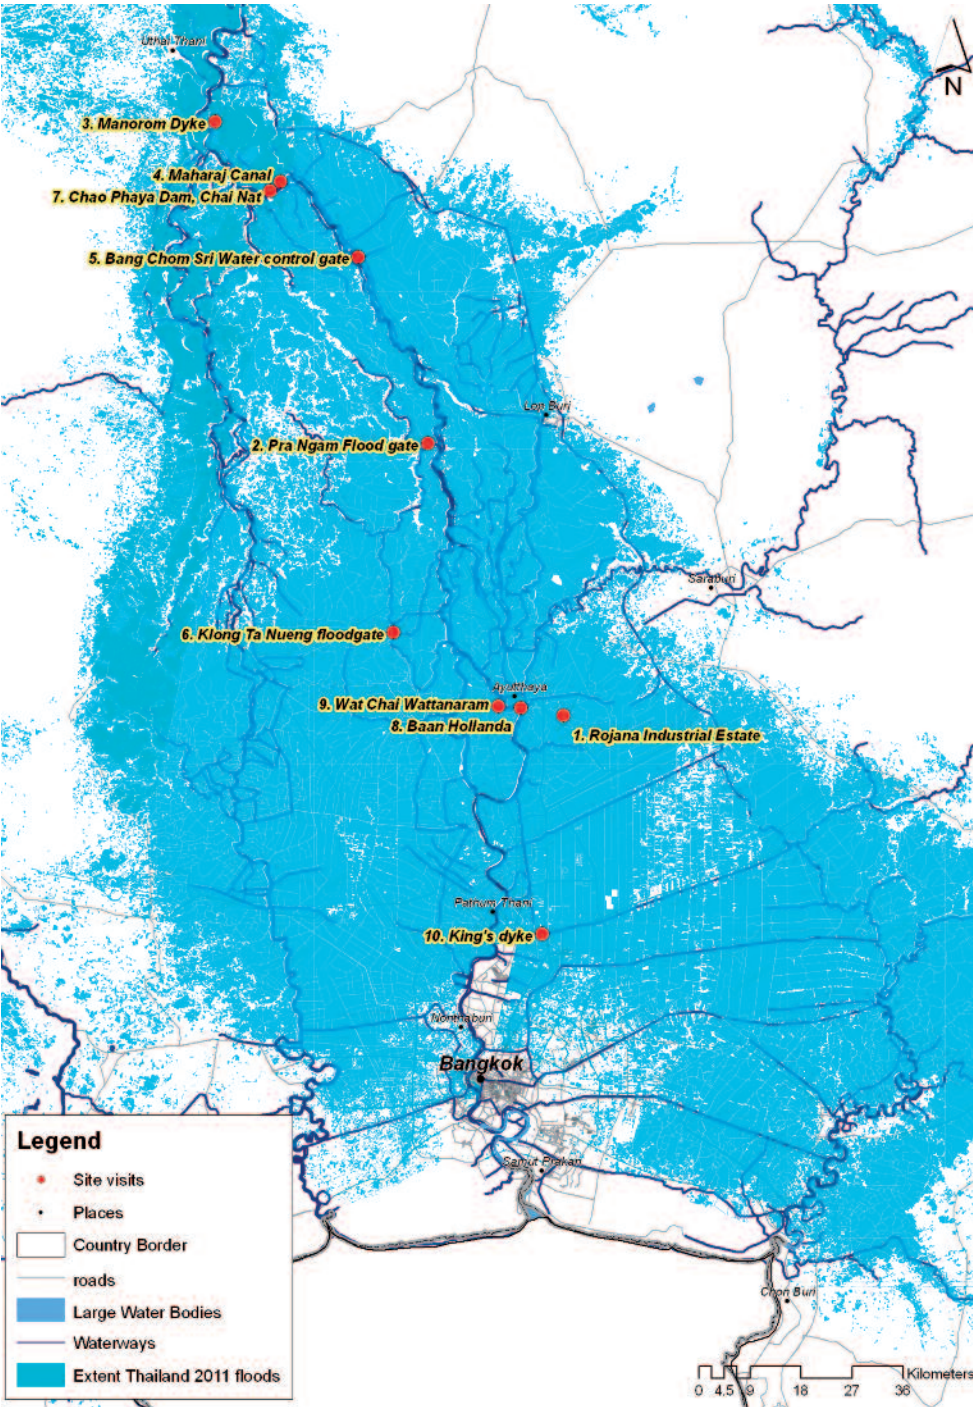 Uthai Thani
N
3. Manorom Dyke
4. Maharaj Canal
7. Chao Phaya Dam, Chai Nat
5. Bang Chom Sri Water control gate
Lop Buri
2. Pra Ngam Flood gate
Saraburi
6. Klong Ta Nueng floodgate
Ayutthaya
9. Wat Chai Wattanaram
8. Baan Hollanda
1. Rojana Industrial Estate
Pathum Thani
10. King's dyke
Nonthaburi
Bangkok
Samut Prakan
Chon Buri
Legend
Site visits
Places
Country Border
roads
Large Water Bodies
Waterways
Extent Thailand 2011 floods
Kilometers
0 4.5 9 18 27 36